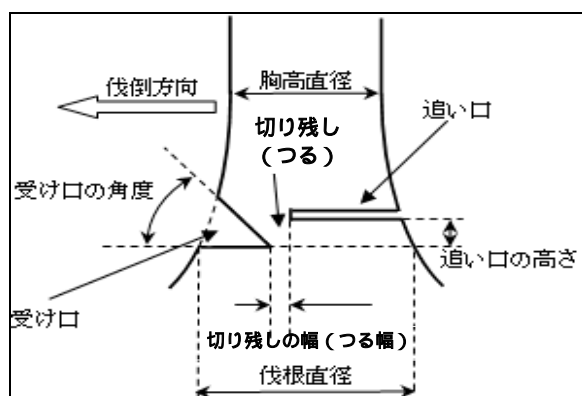 伐倒方向
胸高直径
追い口
切り残し
（つる）
受け口の角度
追い口の高さ
受け口
切り残しの幅（つる幅）
伐根直径